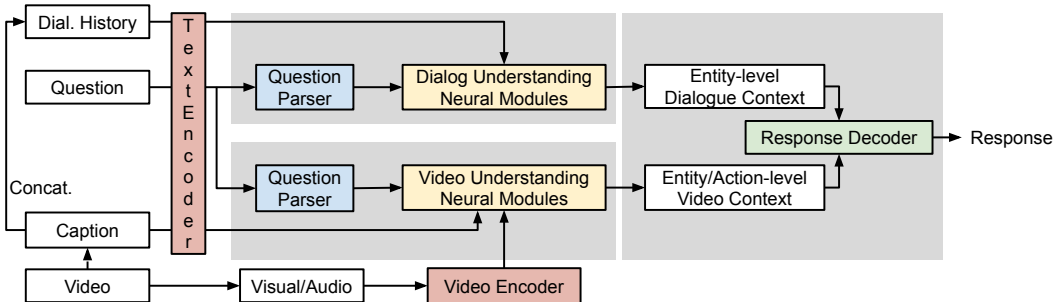 Dial. History
Question
Concat.
Caption
Video
TextEncoder
Question
Parser
Dialog Understanding
Neural Modules
Entity-level
Dialogue Context
Response Decoder
Response
Question
Parser
Video Understanding
Neural Modules
Entity/Action-level
Video Context
Visual/Audio
Video Encoder